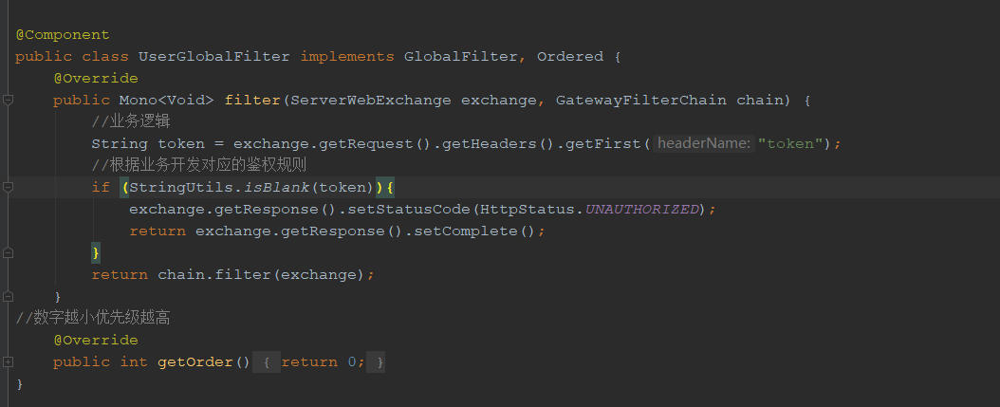 @Component
public class UserGlobalFilter implements GlobalFilter, Ordered {
    @Override
    public Mono<Void> filter(ServerWebExchange exchange, GatewayFilterChain chain) {
        //业务逻辑
        String token = exchange.getRequest().getHeaders().getFirst( headerName: "token");
        //根据业务开发对应的鉴权规则
        if (StringUtils.isBlank(token)){
            exchange.getResponse().setStatusCode(HttpStatus.UNAUTHORIZED);
            return exchange.getResponse().setComplete();
        }
        return chain.filter(exchange);
    }
//数字越小优先级越高
    @Override
    public int getOrder() { return 0; }
}